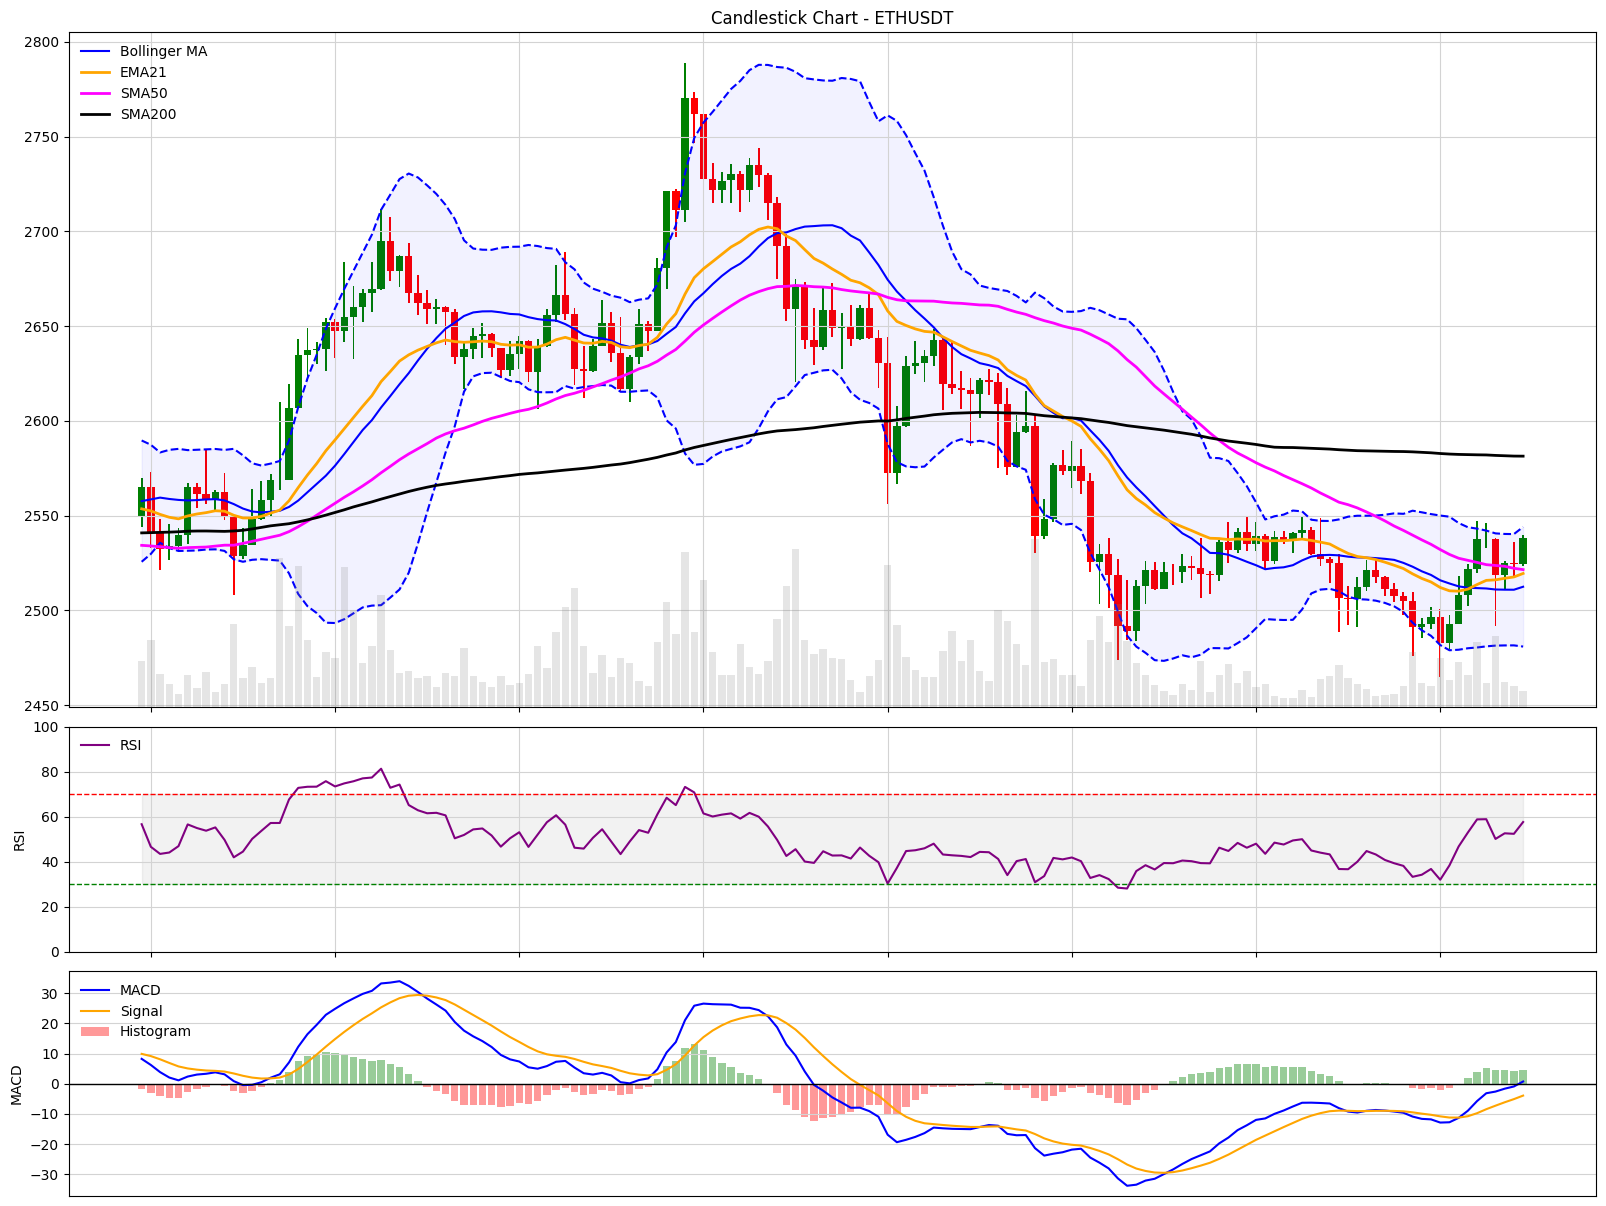 Candlestick Chart - ETHUSDT
Bollinger MA
EMA21
SMA50
SMA200
2800
2750
2700
2650
2600
2550
2500
2450
RSI
100
80
60
40
20
0
RSI
MACD
Signal
Histogram
30
20
10
0
−10
−20
−30
MACD